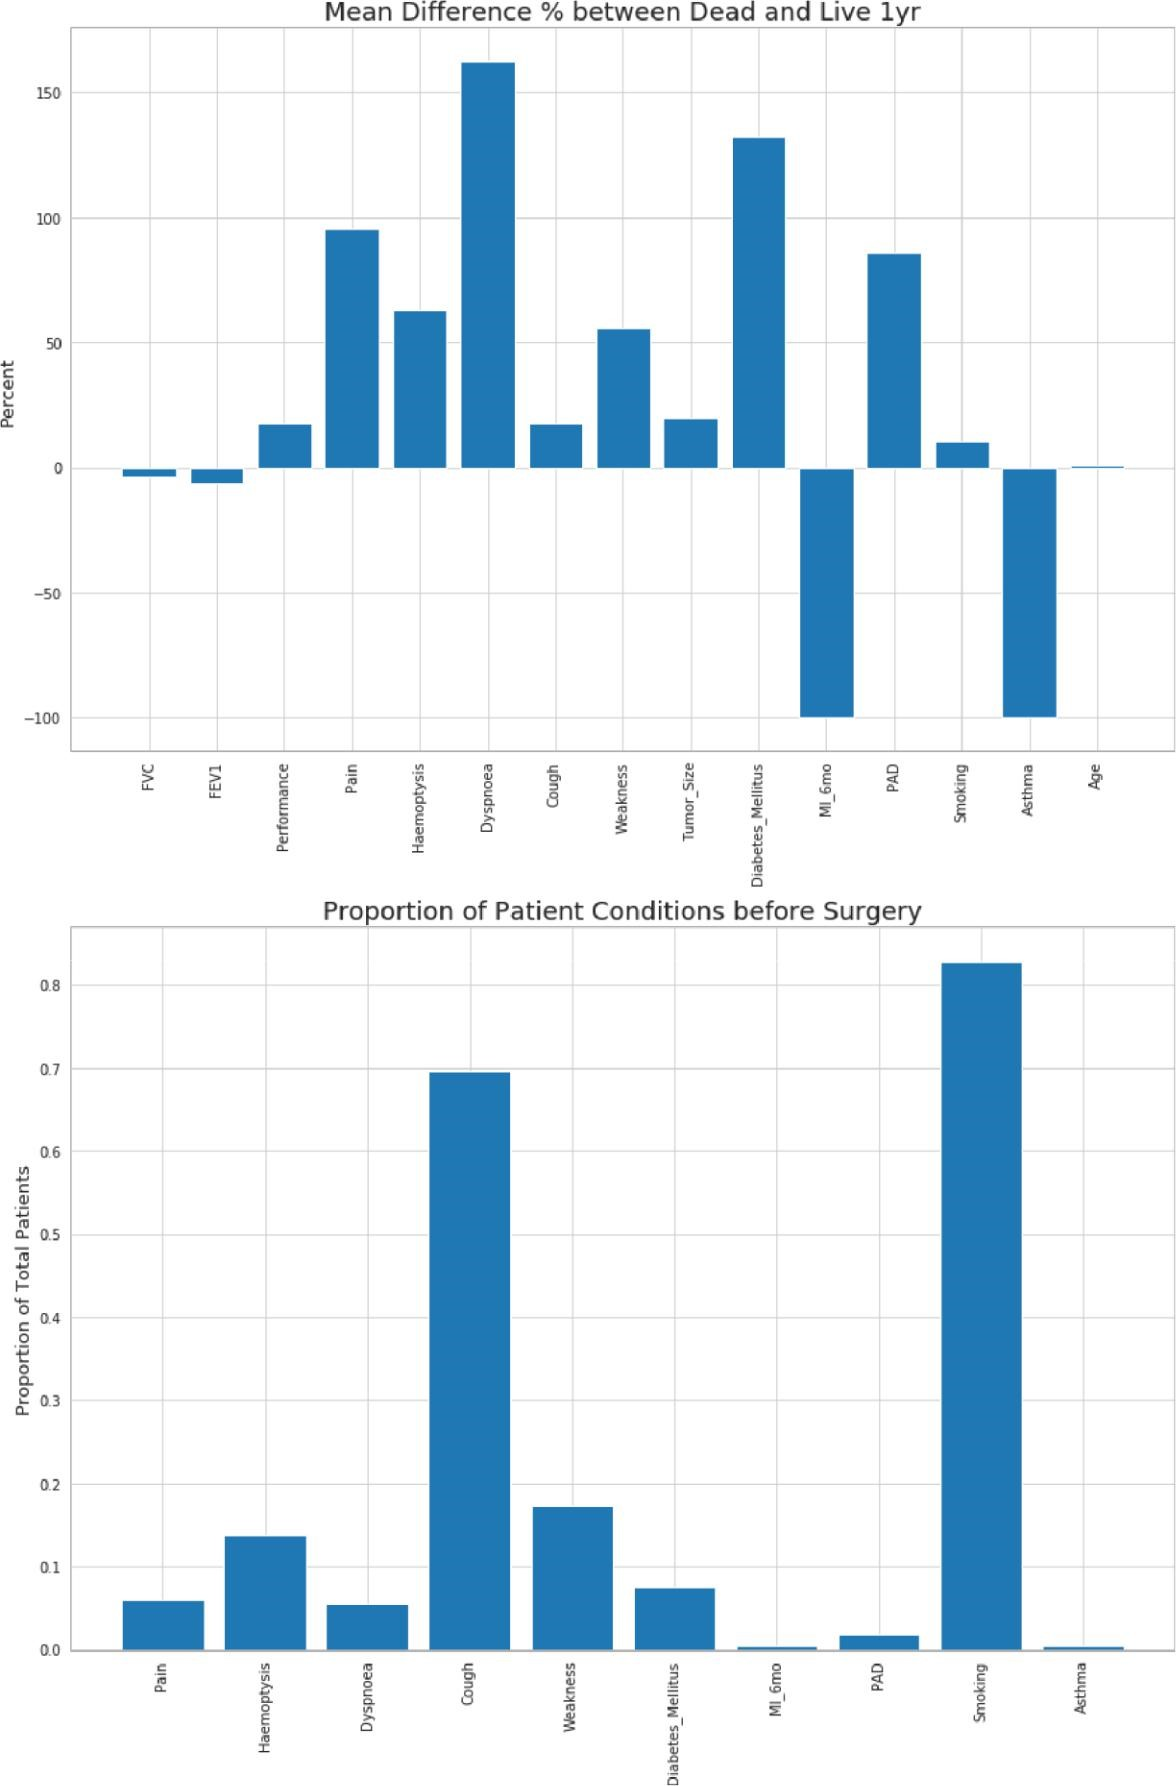 Mean Difference % between Dead and Live 1yr
Percent
150
100
50
0
−50
−100
FVC
FEV1
Performance
Pain
Haemoptysis
Dyspnoea
Cough
Weakness
Tumor_Size
Diabetes_Mellitus
MI_6mo
PAD
Smoking
Asthma
Age
Proportion of Patient Conditions before Surgery
Proportion of Total Patients
0.8
0.7
0.6
0.5
0.4
0.3
0.2
0.1
0.0
Pain
Haemoptysis
Dyspnoea
Cough
Weakness
Diabetes_Mellitus
MI_6mo
PAD
Smoking
Asthma